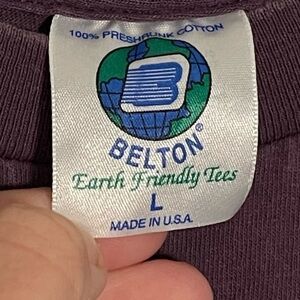 100% PRESHRUNK COTTON
B
BELTON®
Earth Friendly Tees
L
MADE IN U.S.A.